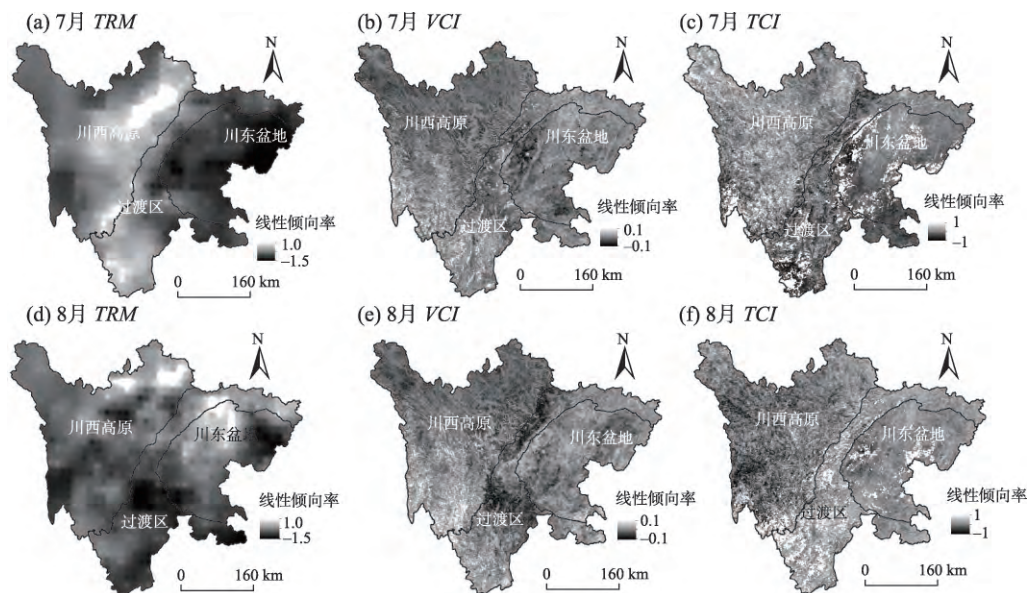 (a) 7月 TRM
N
川西高原
川东盆地
过渡区
线性倾向率
1.0
-1.5
0 160 km
(b) 7月 VCI
N
川西高原
川东盆地
过渡区
线性倾向率
0.1
-0.1
0 160 km
(c) 7月 TCI
N
川西高原
川东盆地
过渡区
线性倾向率
1
-1
0 160 km
(d) 8月 TRM
N
川西高原
川东盆地
过渡区
线性倾向率
1.0
-1.5
0 160 km
(e) 8月 VCI
N
川西高原
川东盆地
过渡区
线性倾向率
0.1
-0.1
0 160 km
(f) 8月 TCI
N
川西高原
川东盆地
过渡区
线性倾向率
1
-1
0 160 km